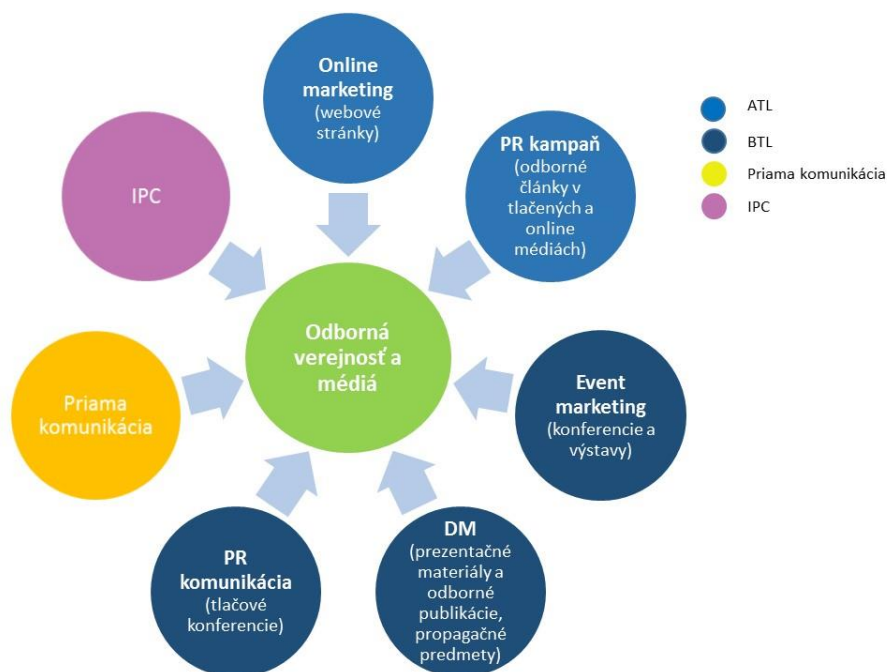 Online
marketing
(webové
stránky)
PR kampaň
(odborné
články v
tlačených a
online
médiách)
Event
marketing
(konferencie a
výstavy)
DM
(prezentačné
materiály a
odborné
publikácie,
propagačné
predmety)
PR
komunikácia
(tlačové
konferencie)
Priama
komunikácia
IPC
Odborná
verejnosť a
médiá
ATL
BTL
Priama komunikácia
IPC